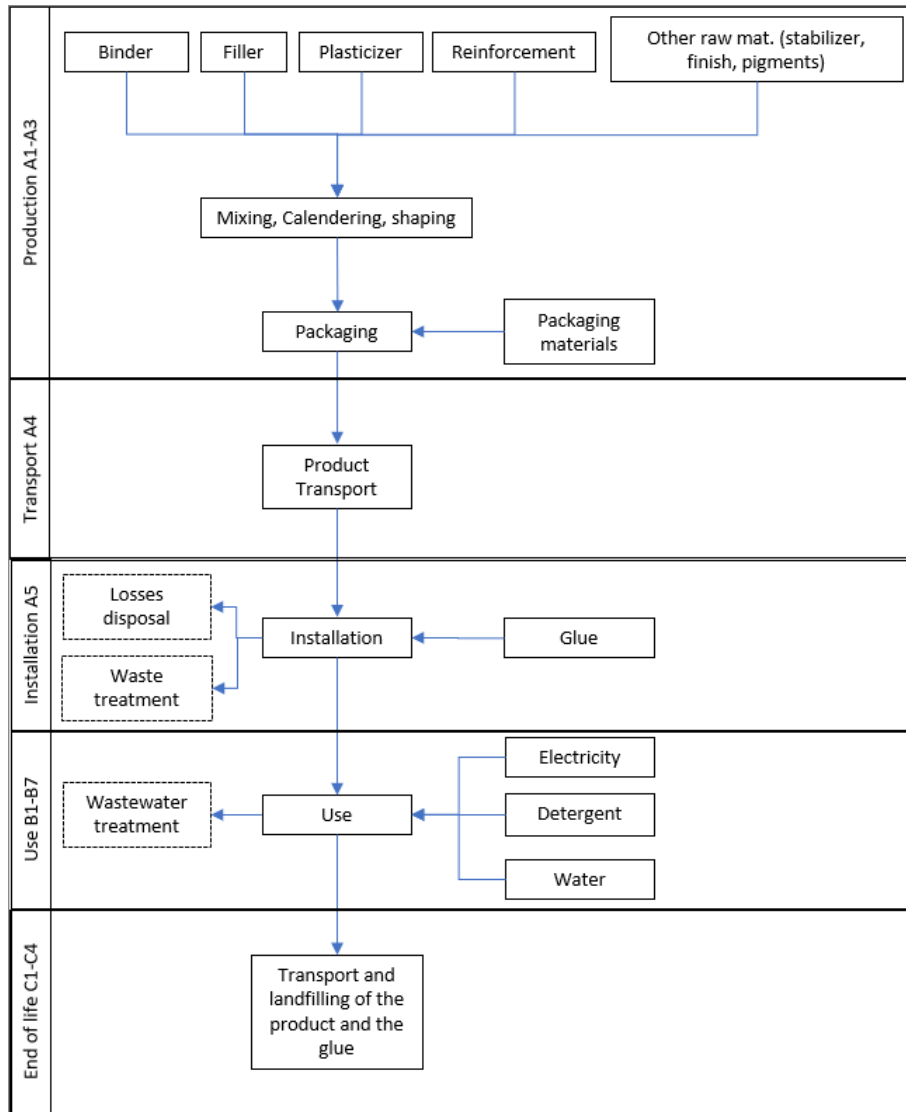 Production A1-A3
Binder
Filler
Plasticizer
Reinforcement
Other raw mat. (stabilizer,
finish, pigments)
Mixing, Calendering, shaping
Packaging
Packaging
materials
Transport A4
Product
Transport
Installation A5
Losses
disposal
Waste
treatment
Installation
Glue
Use B1-B7
Wastewater
treatment
Use
Electricity
Detergent
Water
End of life C1-C4
Transport and
landfilling of the
product and the
glue